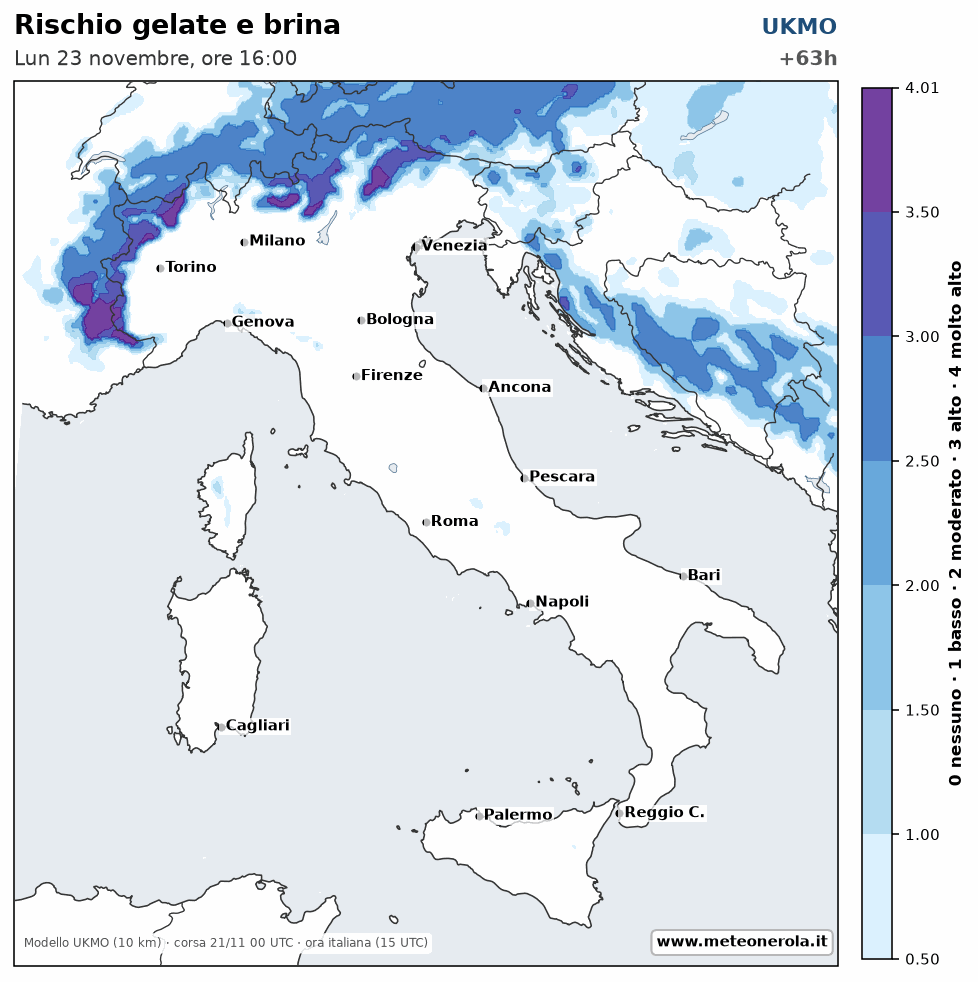 Rischio gelate e brina
UKMO
Lun 23 novembre, ore 16:00
+63h
4.01
3.50
3.00
2.50
2.00
1.50
1.00
0.50
0 nessuno · 1 basso · 2 moderato · 3 alto · 4 molto alto
Milano
Venezia
Torino
Genova
Bologna
Firenze
Ancona
Pescara
Roma
Bari
Napoli
Cagliari
Palermo
Reggio C.
Modello UKMO (10 km) · corsa 21/11 00 UTC · ora italiana (15 UTC)
www.meteonerola.it